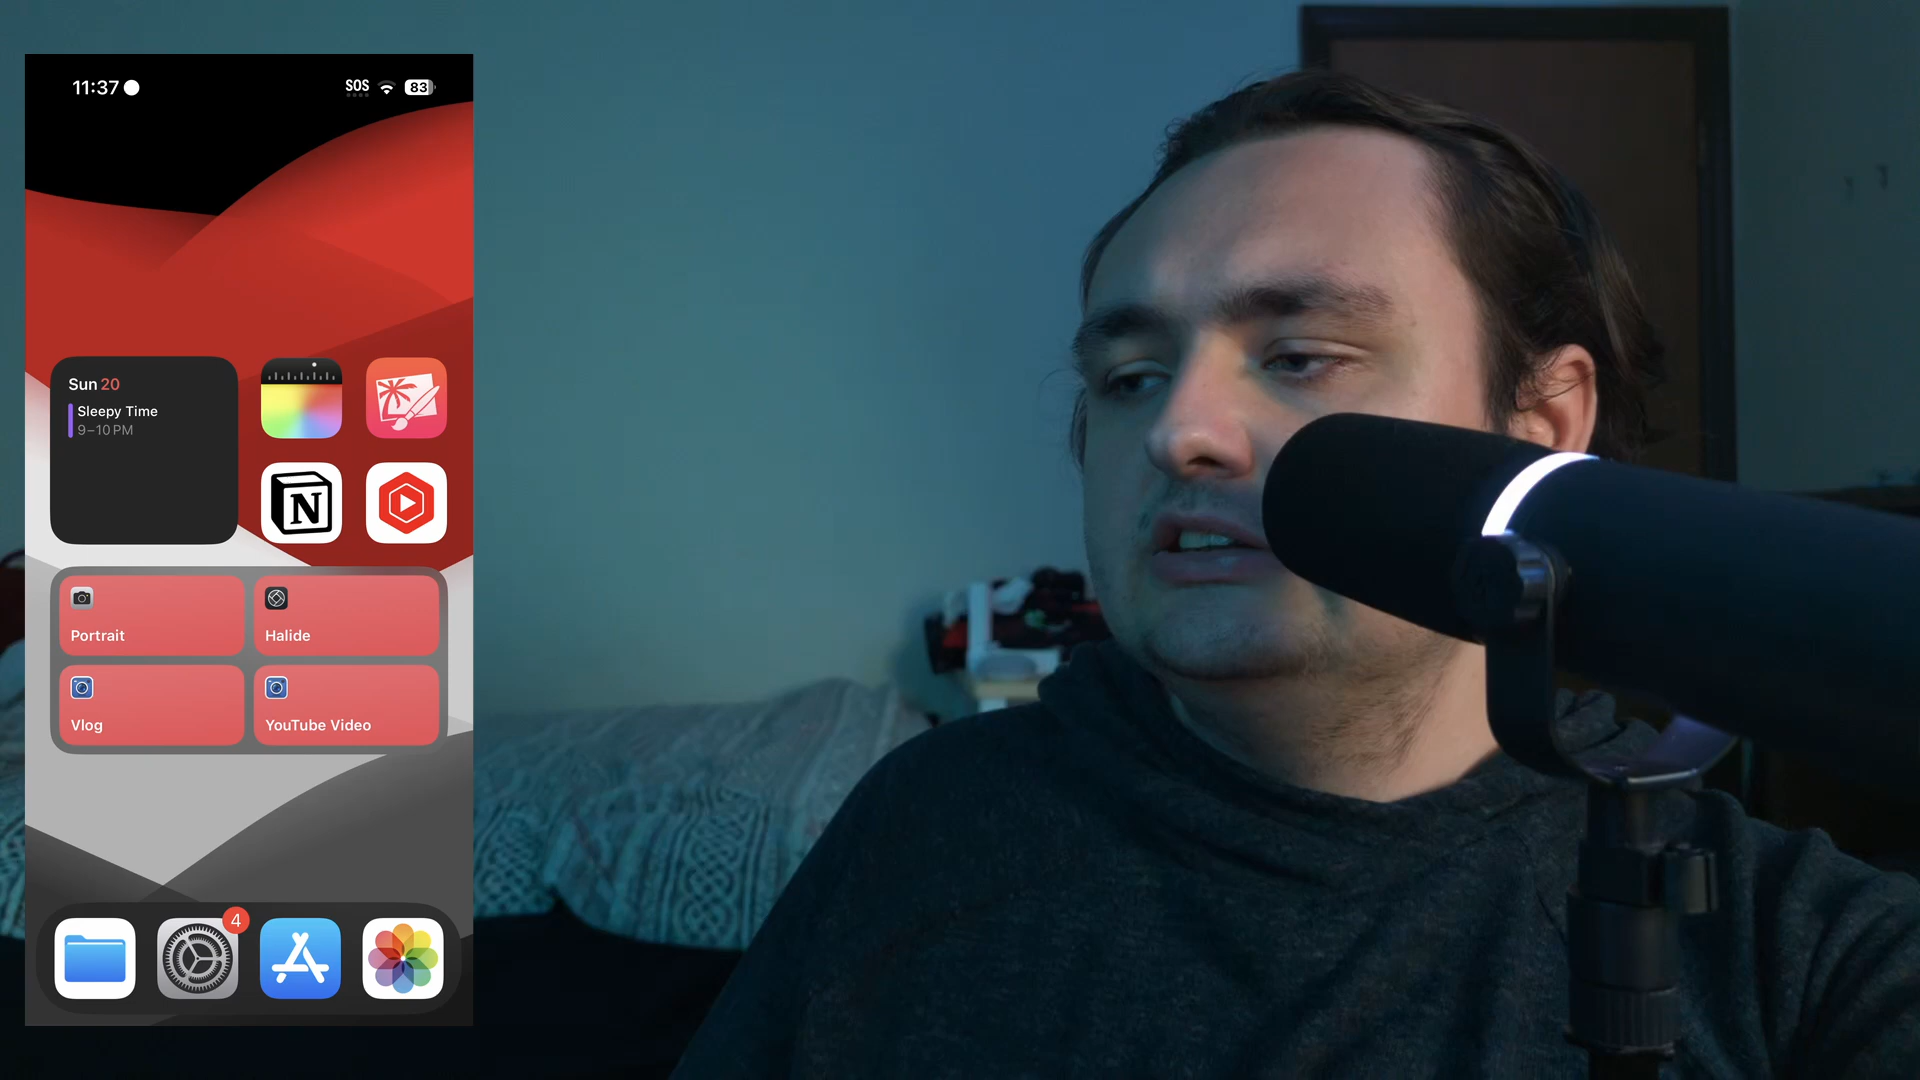 11:37
SOS
83
Sun 20
Sleepy Time
9–10 PM
N
Portrait
Halide
Vlog
YouTube Video
4